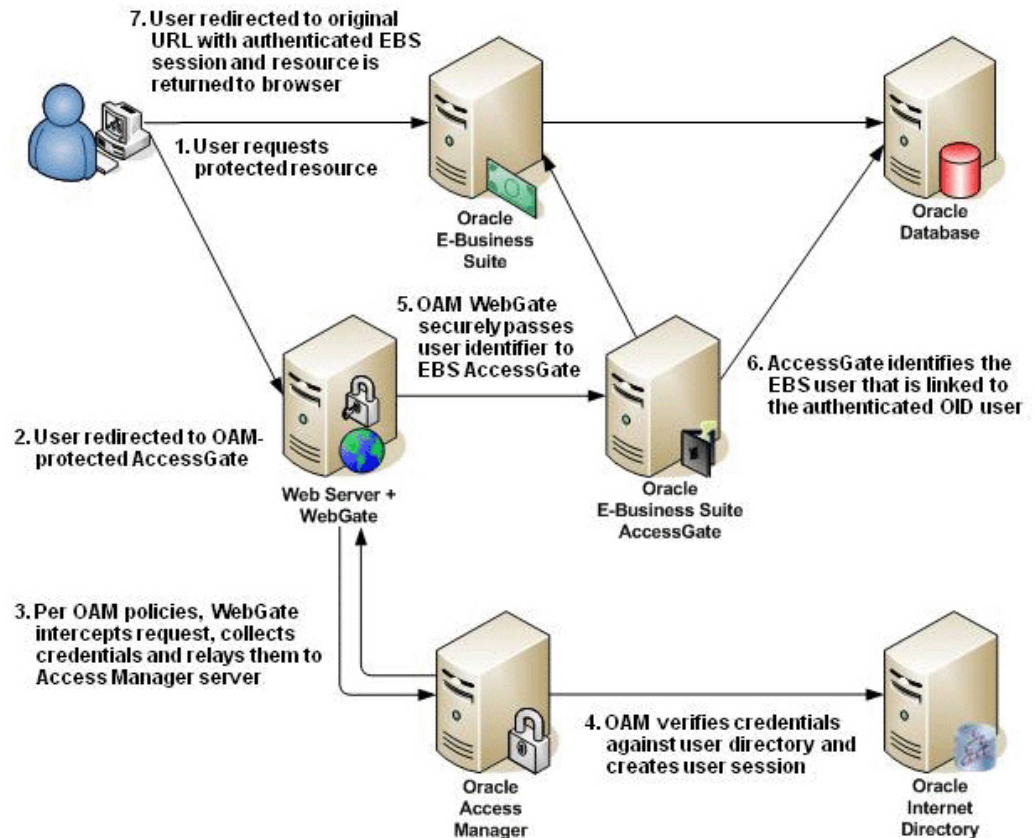 7. User redirected to original
URL with authenticated EBS
session and resource is
returned to browser
1. User requests
protected resource
Oracle
E-Business
Suite
Oracle
Database
5. OAM WebGate
securely passes
user identifier to
EBS AccessGate
6. AccessGate identifies the
EBS user that is linked to
the authenticated OID user
2. User redirected to OAM-
protected AccessGate
Web Server +
WebGate
Oracle
E-Business Suite
AccessGate
3. Per OAM policies, WebGate
intercepts request, collects
credentials and relays them to
Access Manager server
4. OAM verifies credentials
against user directory and
creates user session
Oracle
Access
Manager
Oracle
Internet
Directory